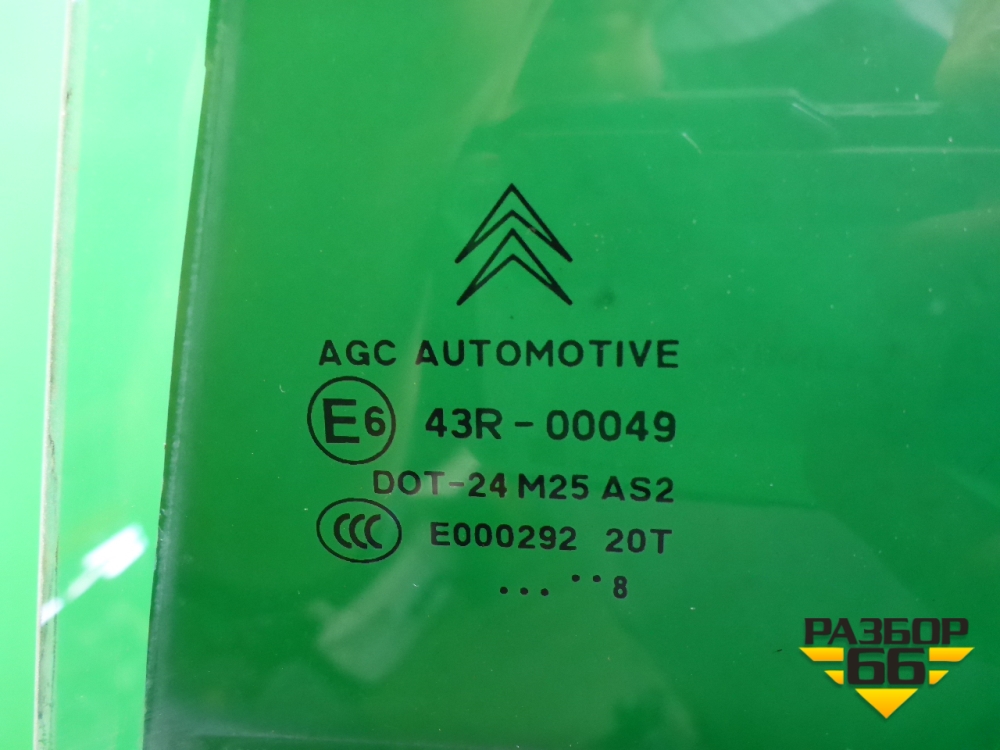 AGC AUTOMOTIVE
E6 43R-00049
DOT-24 M25 AS2
CCC E000292 20T
... ··8
РАЗБОР
66